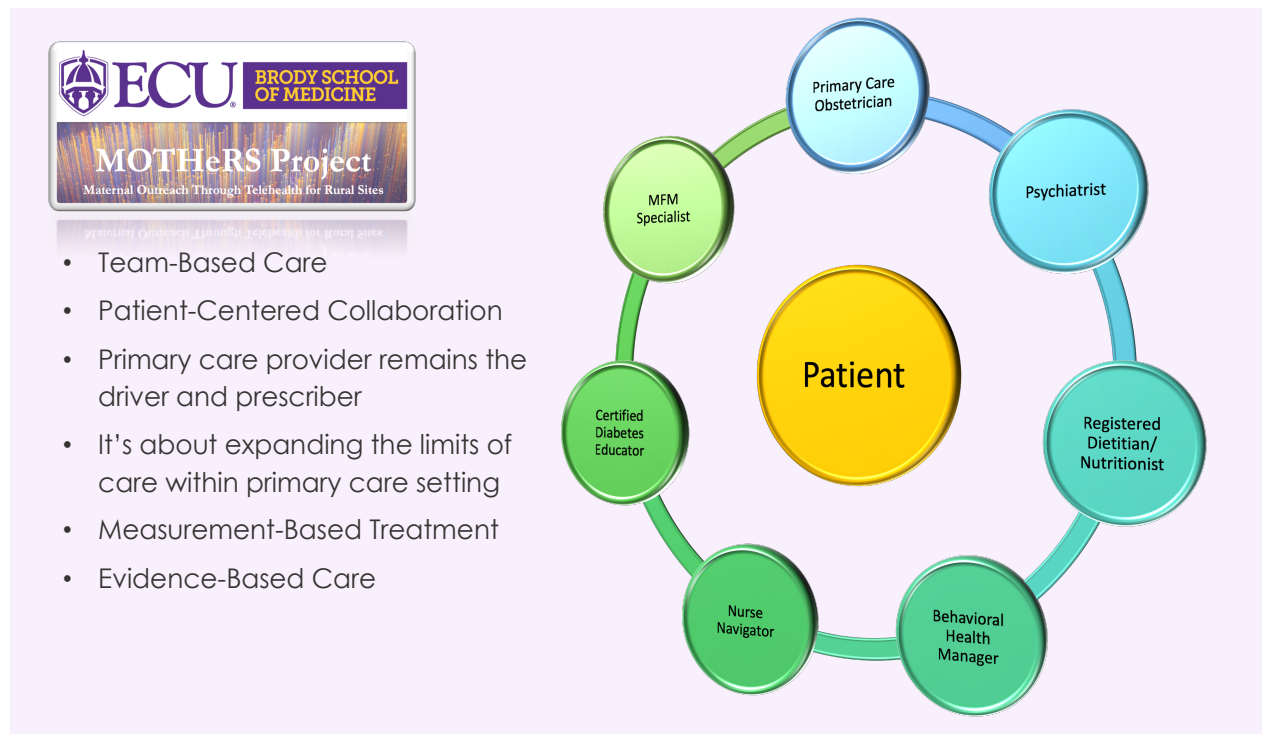 ECU®
BRODY SCHOOL
OF MEDICINE
MOTHeRS Project
Maternal Outreach Through Telehealth for Rural Sites
• Team-Based Care
• Patient-Centered Collaboration
• Primary care provider remains the
driver and prescriber
• It’s about expanding the limits of
care within primary care setting
• Measurement-Based Treatment
• Evidence-Based Care
Primary Care
Obstetrician
Psychiatrist
Registered
Dietitian/
Nutritionist
Behavioral
Health
Manager
Nurse
Navigator
Certified
Diabetes
Educator
MFM
Specialist
Patient